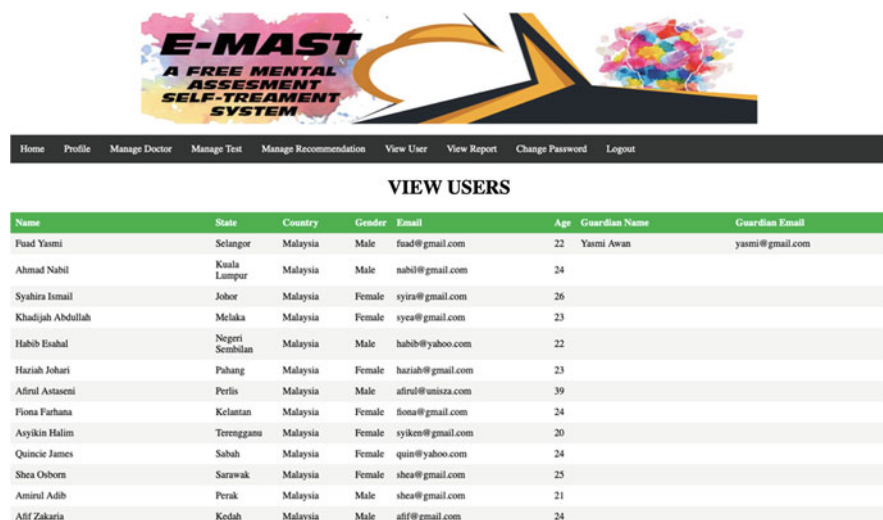 E-MAST
A FREE MENTAL
ASSESMENT
SELF-TREAMENT
SYSTEM
Home Profile Manage Doctor Manage Test Manage Recommendation View User View Report Change Password Logout
VIEW USERS
Name State Country Gender Email Age Guardian Name Guardian Email
Fuad Yasmi Selangor Malaysia Male fuad@gmail.com 22 Yasmi Awan yasmi@gmail.com
Ahmad Nabil Kuala Lumpur Malaysia Male nabil@gmail.com 24
Syahira Ismail Johor Malaysia Female syira@gmail.com 26
Khadijah Abdullah Melaka Malaysia Female syea@gmail.com 23
Habib Esahal Negeri Sembilan Malaysia Male habib@yahoo.com 22
Haziah Johari Pahang Malaysia Female haziah@gmail.com 23
Afirul Astaseni Perlis Malaysia Male afirul@unisza.com 39
Fiona Farhana Kelantan Malaysia Female fiona@gmail.com 24
Asyikin Halim Terengganu Malaysia Female syiken@gmail.com 20
Quincie James Sabah Malaysia Female quin@yahoo.com 24
Shea Osborn Sarawak Malaysia Female shea@gmail.com 25
Amirul Adib Perak Malaysia Male shea@gmail.com 21
Afif Zakaria Kedah Malaysia Male afif@gmail.com 24